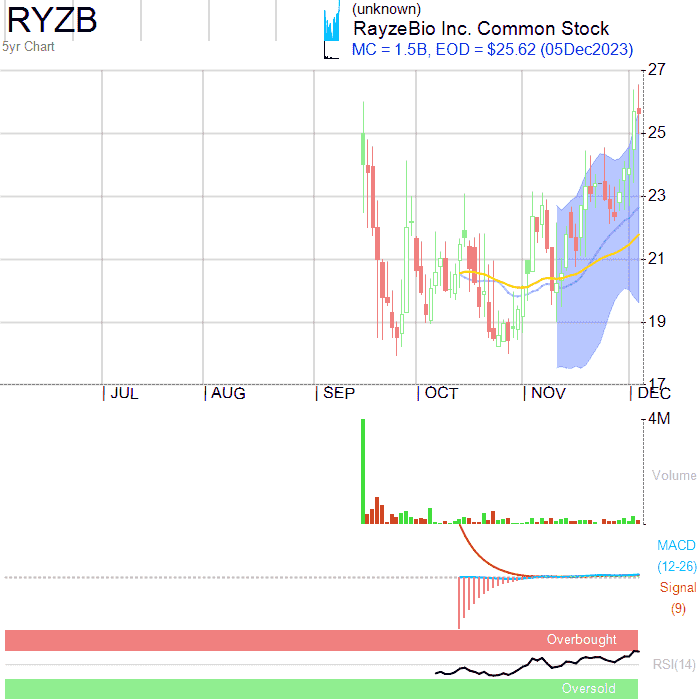 RYZB
5yr Chart
(unknown)
RayzeBio Inc. Common Stock
MC = 1.5B, EOD = $25.62 (05Dec2023)
27
25
23
21
19
17
JUL AUG SEP OCT NOV DEC
4M
Volume
MACD
(12-26)
Signal
(9)
Overbought
RSI(14)
Oversold